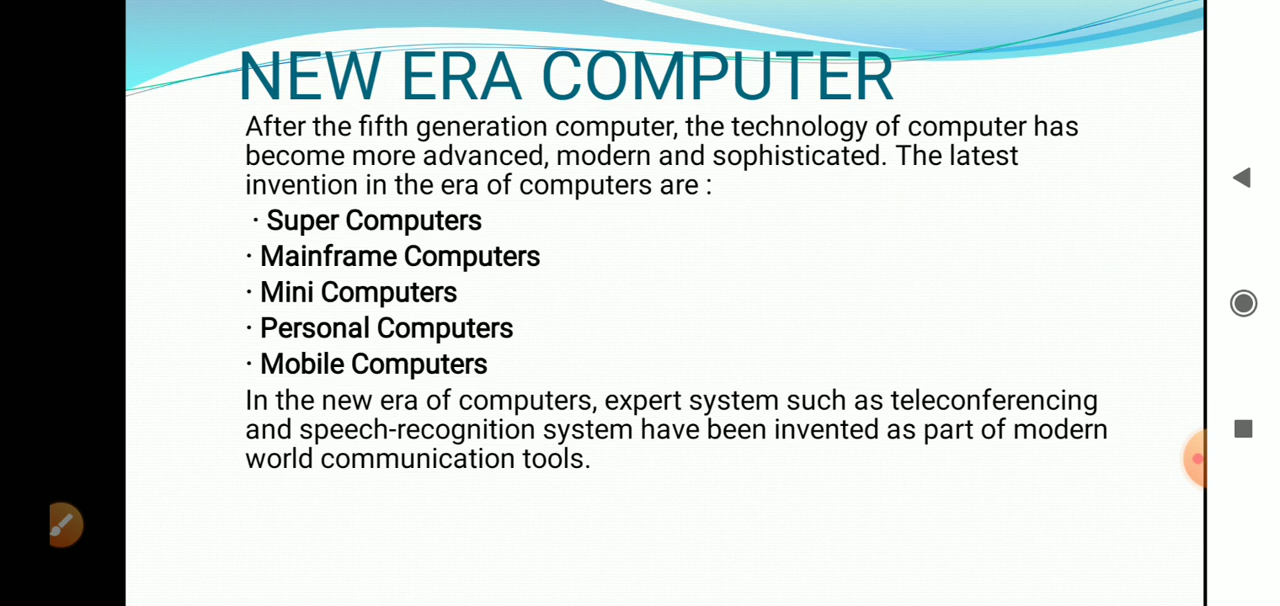 NEW ERA COMPUTER
After the fifth generation computer, the technology of computer has
become more advanced, modern and sophisticated. The latest
invention in the era of computers are :
· Super Computers
· Mainframe Computers
· Mini Computers
· Personal Computers
· Mobile Computers
In the new era of computers, expert system such as teleconferencing
and speech-recognition system have been invented as part of modern
world communication tools.